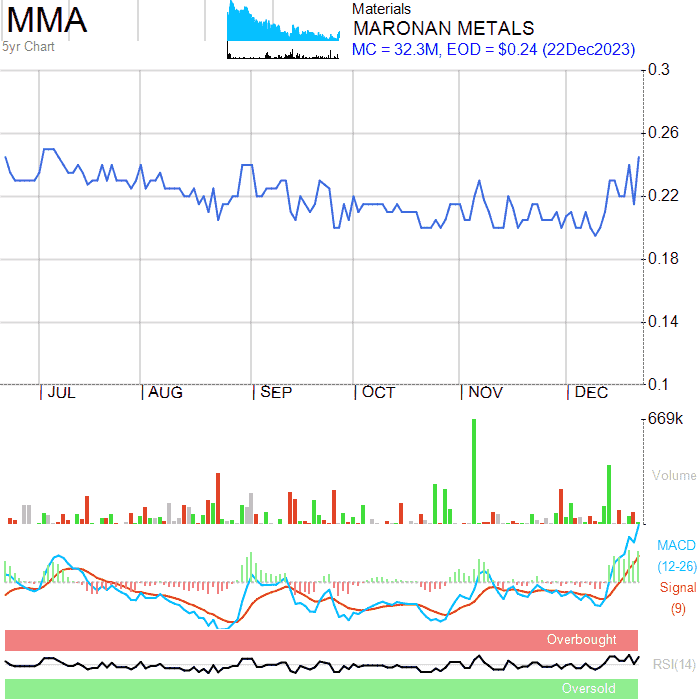 MMA
5yr Chart
Materials
MARONAN METALS
MC = 32.3M, EOD = $0.24 (22Dec2023)
0.3
0.26
0.22
0.18
0.14
0.1
JUL AUG SEP OCT NOV DEC
669k
Volume
MACD
(12-26)
Signal
(9)
Overbought
RSI(14)
Oversold